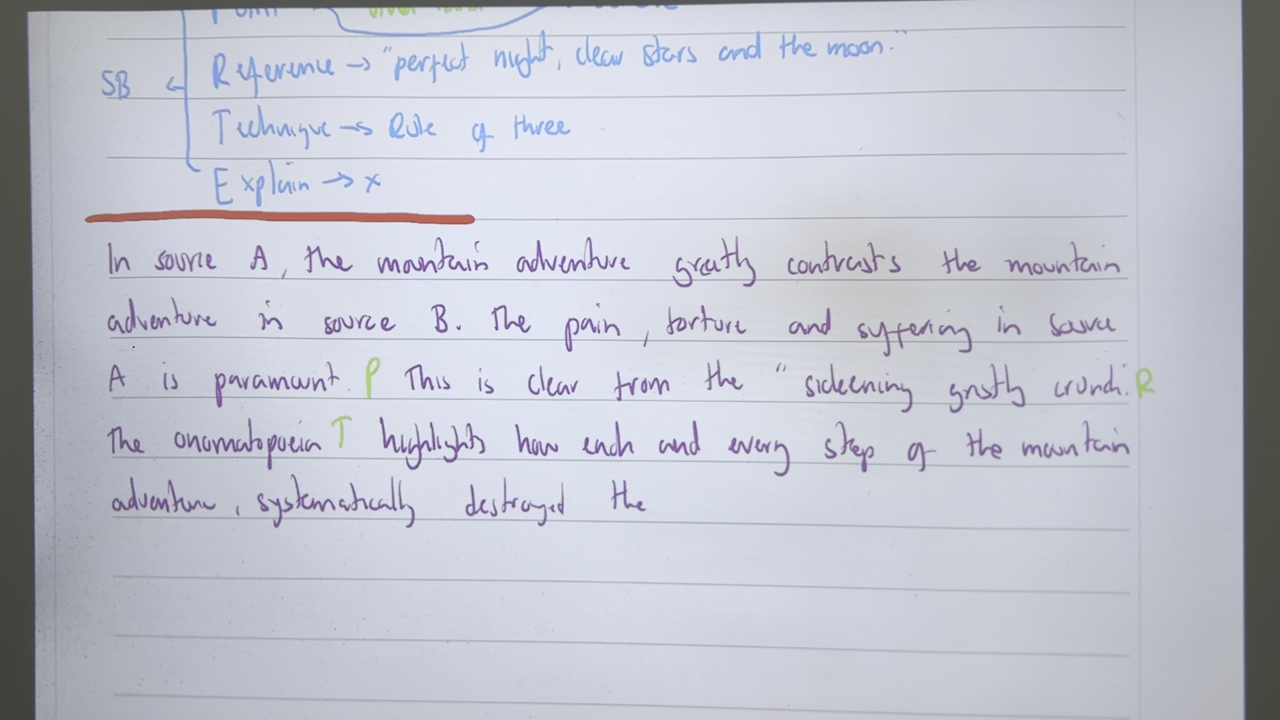 SB ← Reference → "perfect night, clear stars and the moon."
Technique → Rule of three
Explain → x
In source A, the mountain adventure greatly contrasts the mountain
adventure in source B. The pain, torture and suffering in source
A is paramount. P This is clear from the "sickening gristly crunch." R
The onomatopoeia T highlights how each and every step of the mountain
adventure, systematically destroyed the